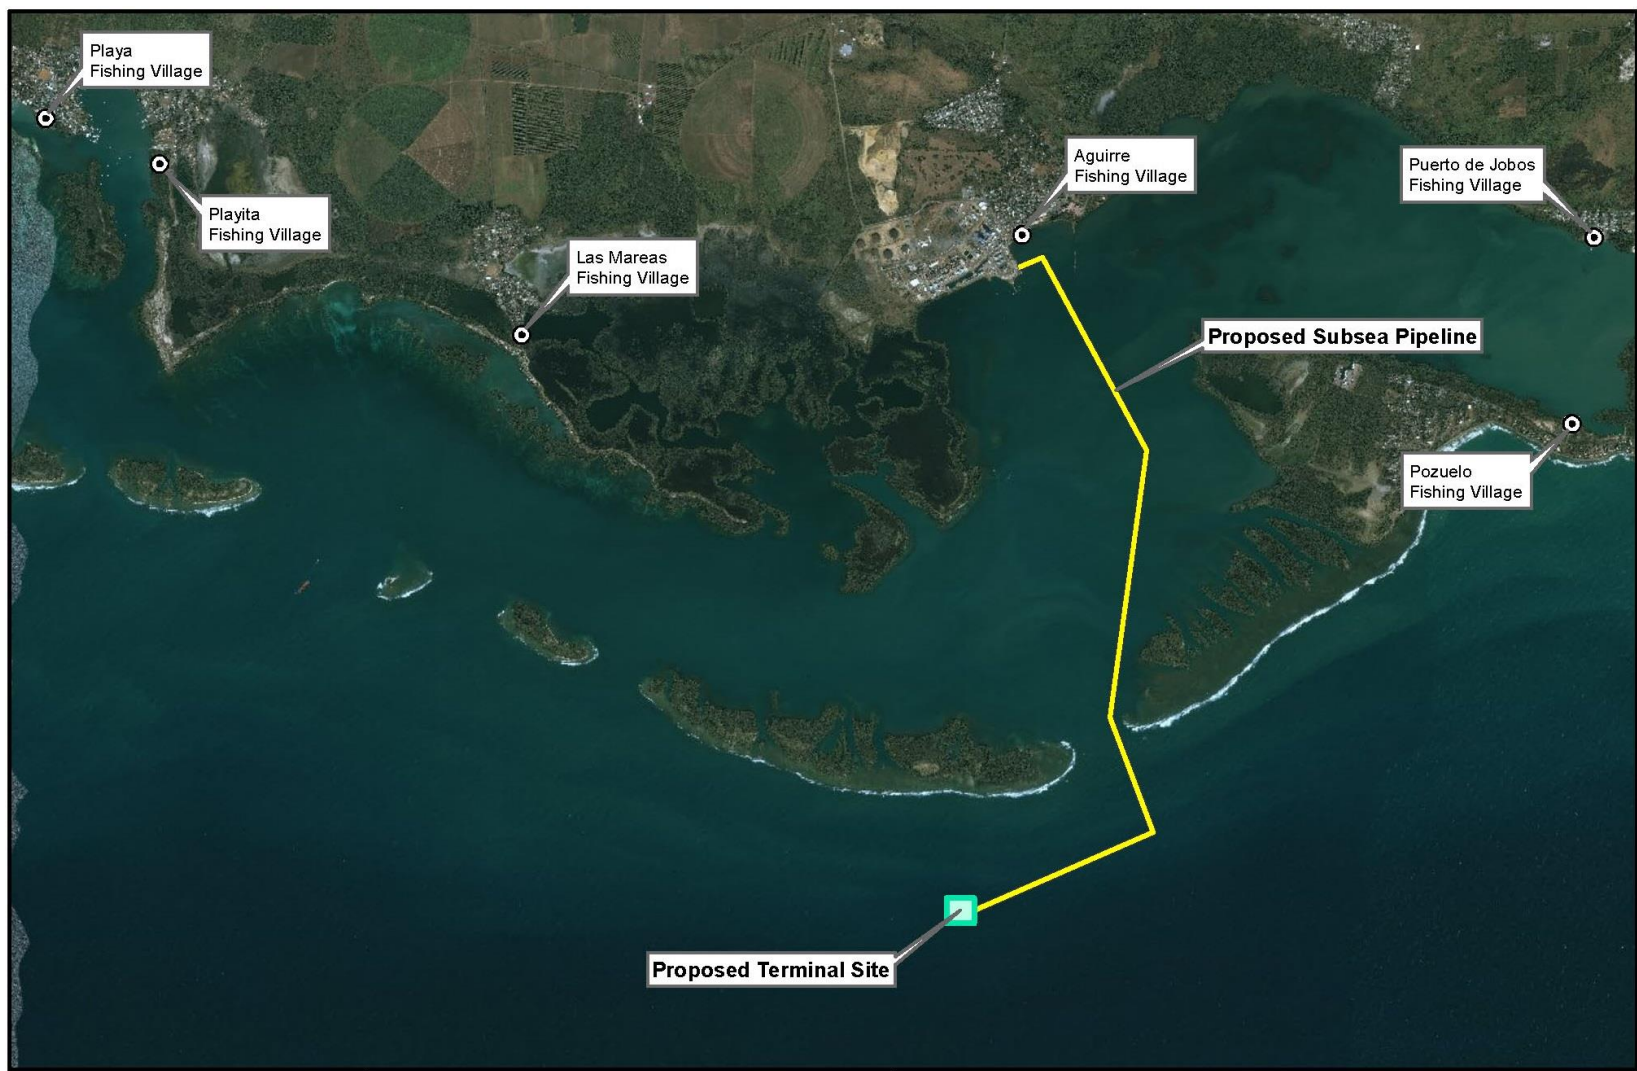 Playa
Fishing Village
Aguirre
Fishing Village
Puerto de Jobos
Fishing Village
Playita
Fishing Village
Las Mareas
Fishing Village
Proposed Subsea Pipeline
Pozuelo
Fishing Village
Proposed Terminal Site